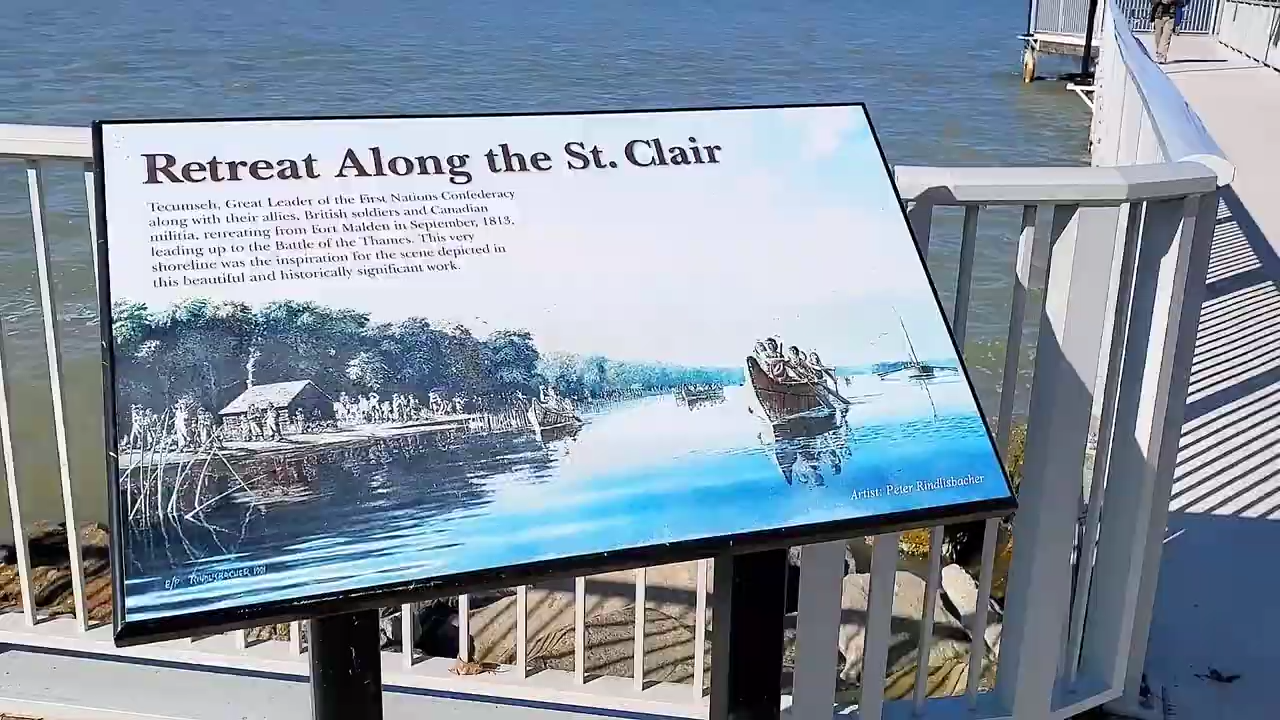 Retreat Along the St. Clair
Tecumseh, Great Leader of the First Nations Confederacy
along with their allies, British soldiers and Canadian
militia, retreating from Fort Malden in September, 1813,
leading up to the Battle of the Thames. This very
shoreline was the inspiration for the scene depicted in
this beautiful and historically significant work.
Artist: Peter Rindlisbacher
E/P RINDLISBACHER 1991